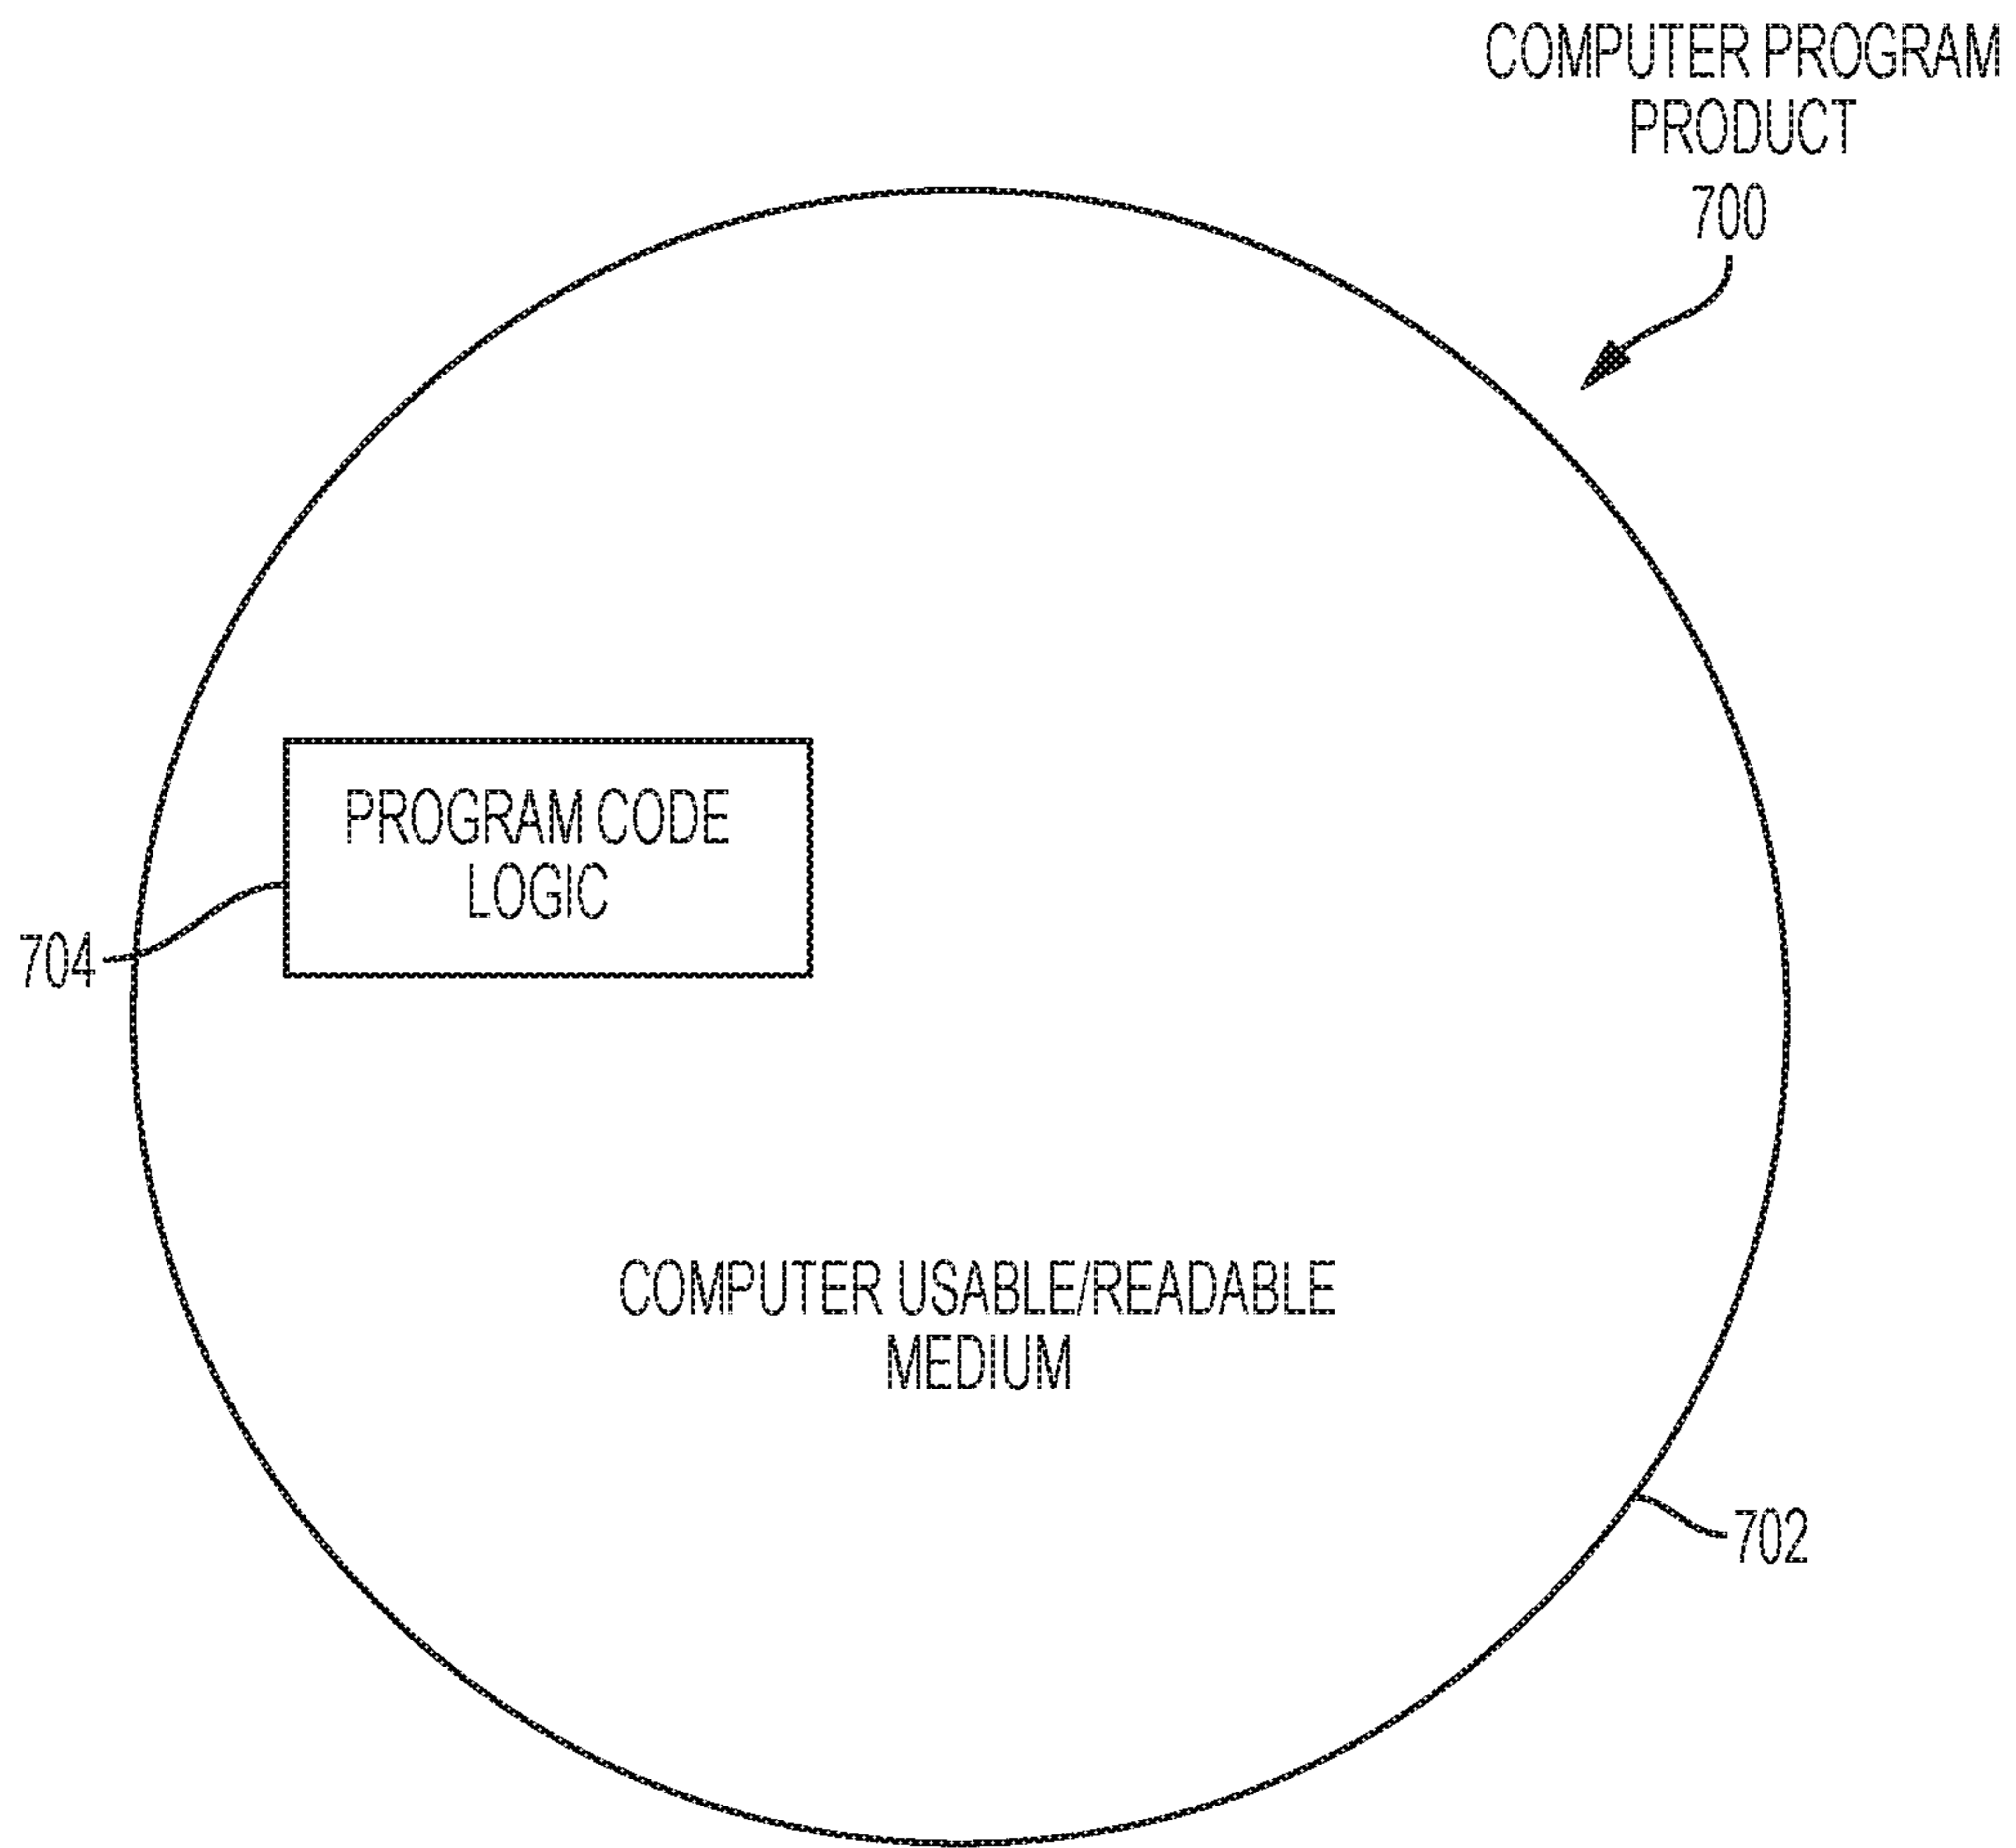 COMPUTER PROGRAM
PRODUCT
700
PROGRAM CODE
LOGIC
704
COMPUTER USABLE/READABLE
MEDIUM
702